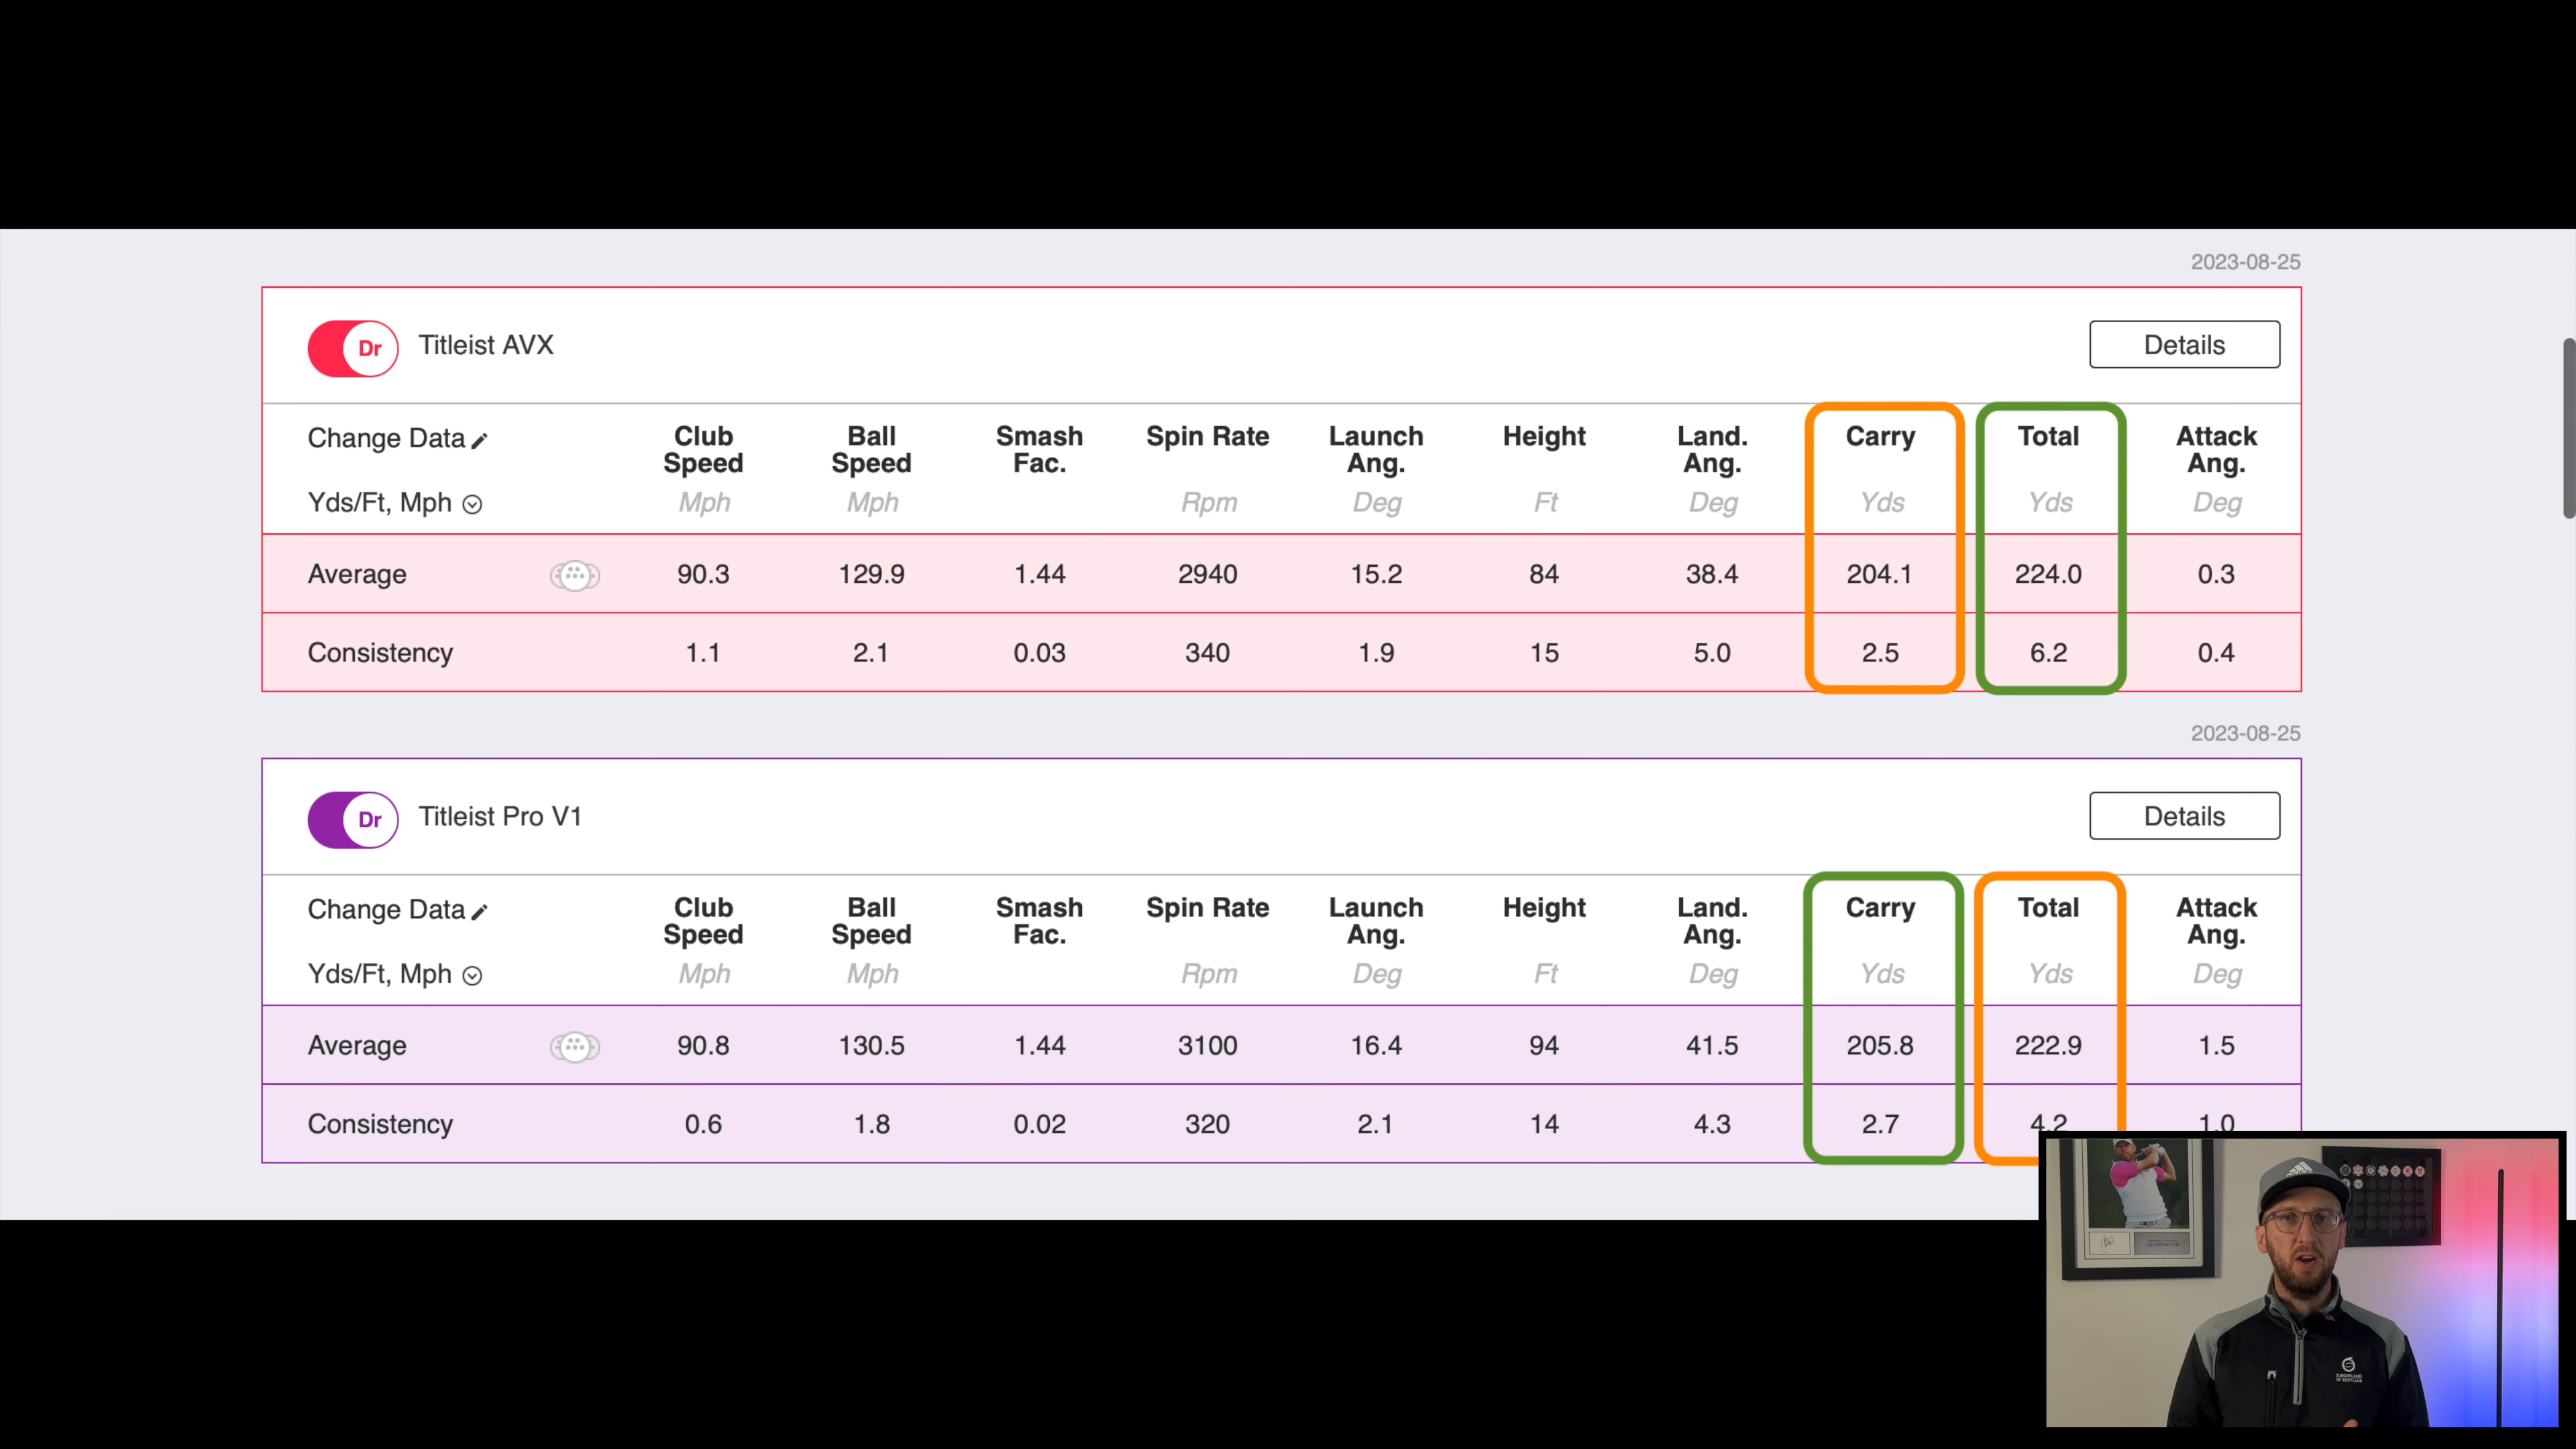 2023-08-25
Dr Titleist AVX Details
Change Data Club Speed Ball Speed Smash Fac. Spin Rate Launch Ang. Height Land. Ang. Carry Total Attack Ang.
Yds/Ft, Mph Mph Mph Rpm Deg Ft Deg Yds Yds Deg
Average 90.3 129.9 1.44 2940 15.2 84 38.4 204.1 224.0 0.3
Consistency 1.1 2.1 0.03 340 1.9 15 5.0 2.5 6.2 0.4
2023-08-25
Dr Titleist Pro V1 Details
Change Data Club Speed Ball Speed Smash Fac. Spin Rate Launch Ang. Height Land. Ang. Carry Total Attack Ang.
Yds/Ft, Mph Mph Mph Rpm Deg Ft Deg Yds Yds Deg
Average 90.8 130.5 1.44 3100 16.4 94 41.5 205.8 222.9 1.5
Consistency 0.6 1.8 0.02 320 2.1 14 4.3 2.7 4.2 1.0